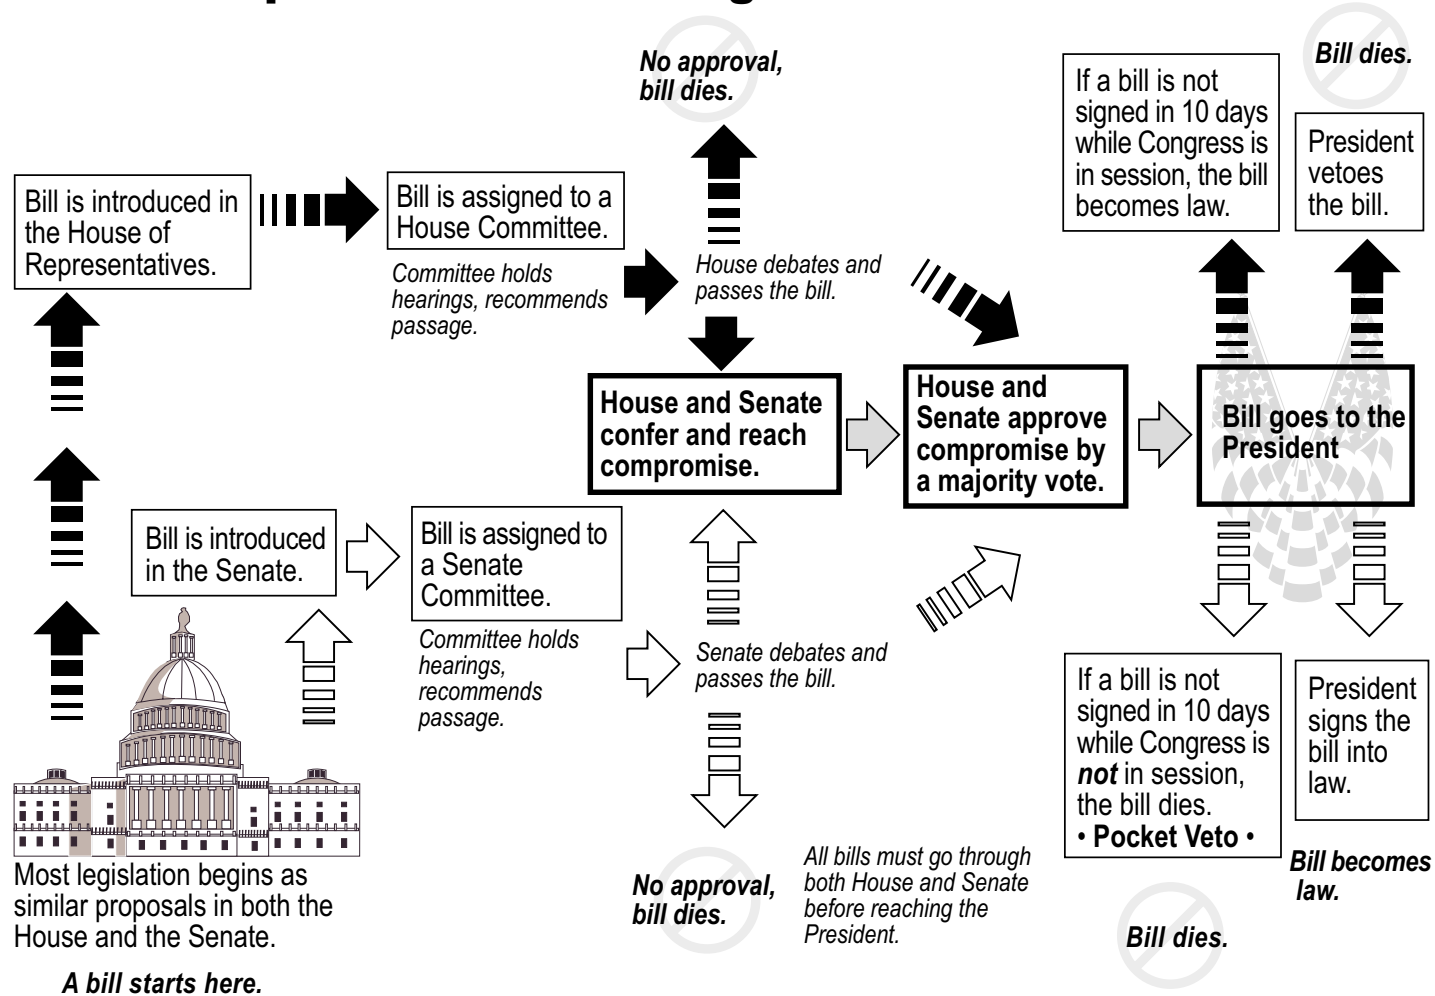 No approval,
bill dies.
If a bill is not
signed in 10 days
while Congress is
in session, the bill
becomes law.
Bill dies.
President
vetoes
the bill.
Bill is introduced in
the House of
Representatives.
Bill is assigned to a
House Committee.
Committee holds
hearings, recommends
passage.
House debates and
passes the bill.
House and Senate
confer and reach
compromise.
House and
Senate approve
compromise by
a majority vote.
Bill goes to the
President
Bill is introduced
in the Senate.
Bill is assigned to
a Senate
Committee.
Committee holds
hearings,
recommends
passage.
Senate debates and
passes the bill.
If a bill is not
signed in 10 days
while Congress is
not in session,
the bill dies.
• Pocket Veto •
President
signs the
bill into
law.
Most legislation begins as
similar proposals in both the
House and the Senate.
A bill starts here.
No approval,
bill dies.
All bills must go through
both House and Senate
before reaching the
President.
Bill dies.
Bill becomes
law.